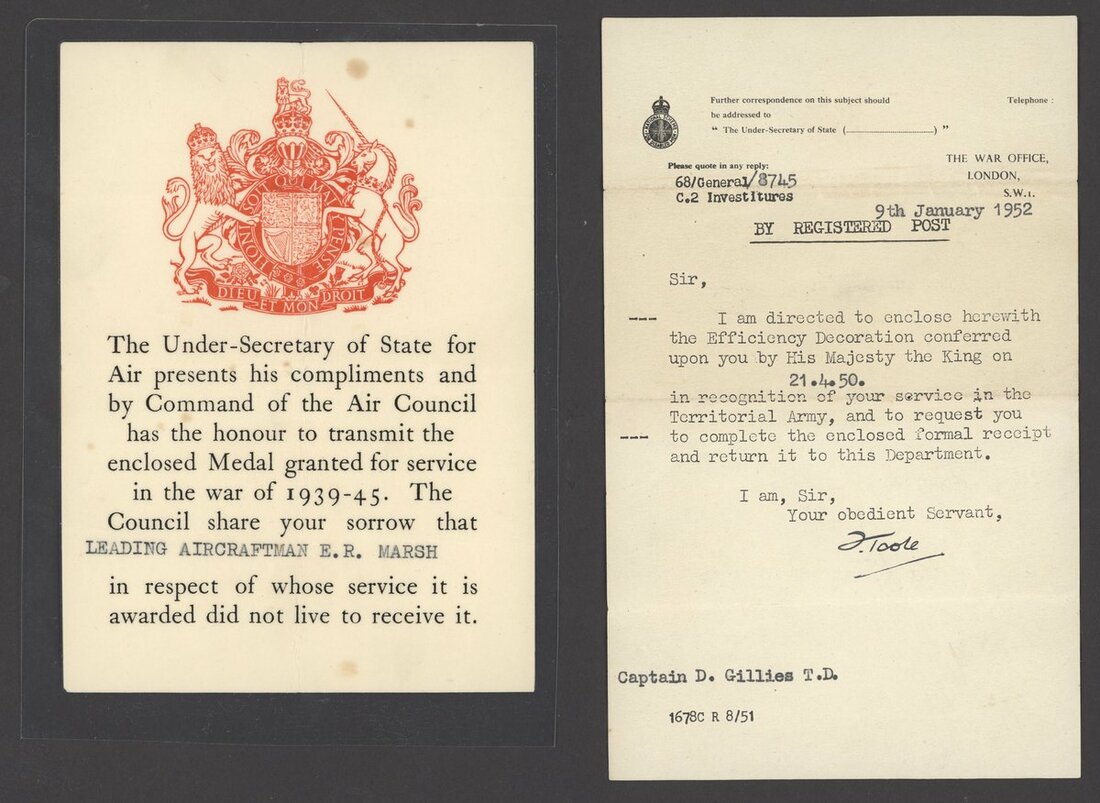 HONI SOIT QUI MAL Y PENSE
DIEU ET MON DROIT
The Under-Secretary of State for
Air presents his compliments and
by Command of the Air Council
has the honour to transmit the
enclosed Medal granted for service
in the war of 1939-45. The
Council share your sorrow that
LEADING AIRCRAFTMAN E.R. MARSH
in respect of whose service it is
awarded did not live to receive it.
Further correspondence on this subject should
be addressed to
“ The Under-Secretary of State (........................) ”
Telephone :
Please quote in any reply:
68/General/8745
C.2 Investitures
THE WAR OFFICE,
LONDON,
S.W.1.
9th January 1952
BY REGISTERED POST
Sir,
--- I am directed to enclose herewith
the Efficiency Decoration conferred
upon you by His Majesty the King on
21.4.50.
in recognition of your service in the
Territorial Army, and to request you
--- to complete the enclosed formal receipt
and return it to this Department.
I am, Sir,
Your obedient Servant,
J. Toole
Captain D. Gillies T.D.
1678C R 8/51